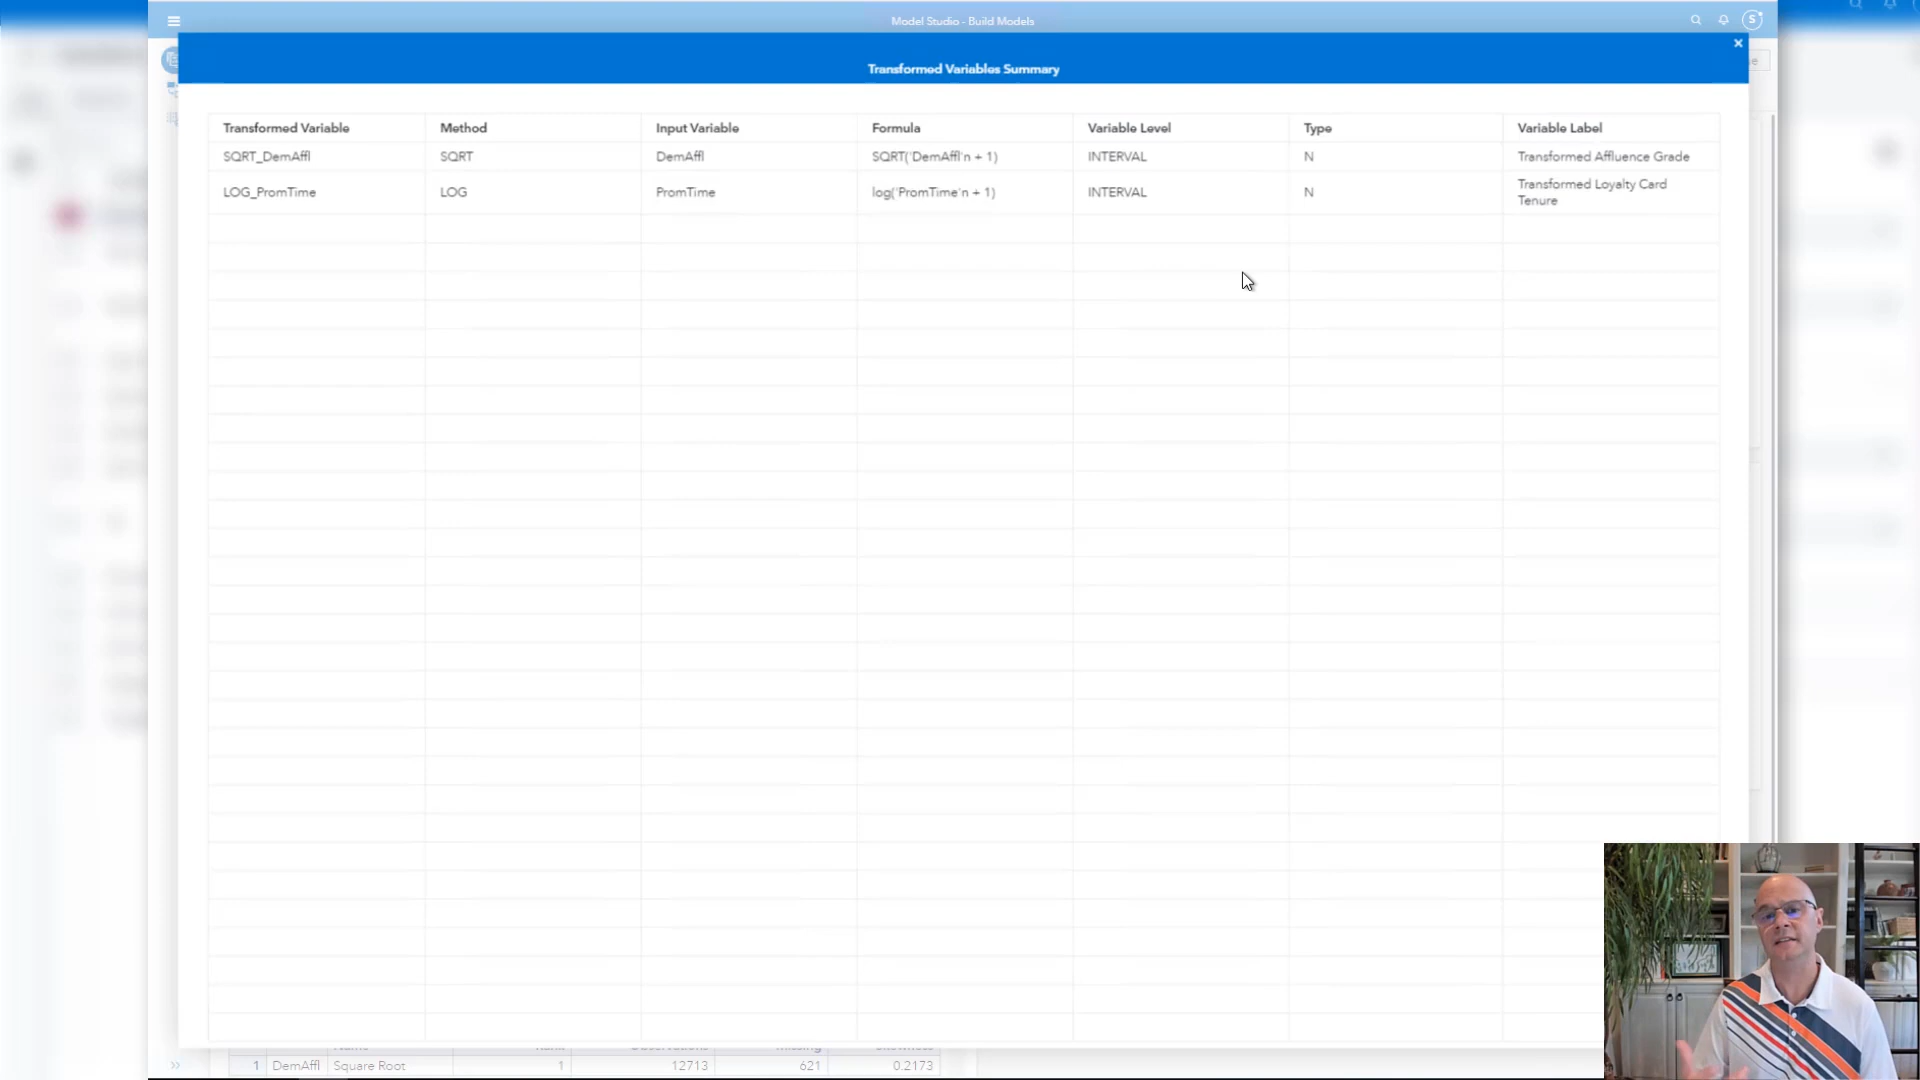 Model Studio - Build Models
S
Transformed Variables Summary
Transformed Variable Method Input Variable Formula Variable Level Type Variable Label
SQRT_DemAffl SQRT DemAffl SQRT('DemAffl'n + 1) INTERVAL N Transformed Affluence Grade
LOG_PromTime LOG PromTime log('PromTime'n + 1) INTERVAL N Transformed Loyalty Card
Tenure
1 DemAffl Square Root 1 12713 621 0.2173